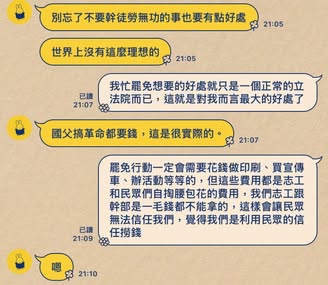 別忘了不要幹徒勞無功的事也要有點好處
21:05
世界上沒有這麼理想的
21:05
我忙罷免想要的好處就只是一個正常的立
法院而已，這就是對我而言最大的好處了
已讀
21:07
國父搞革命都要錢，這是很實際的。
21:07
罷免行動一定會需要花錢做印刷、買宣傳
車、辦活動等等的，但這些費用都是志工
和民眾們自掏腰包花的費用，我們志工跟
幹部是一毛錢都不能拿的，這樣會讓民眾
無法信任我們，覺得我們是利用民眾的信
任撈錢
已讀
21:09
嗯
21:10